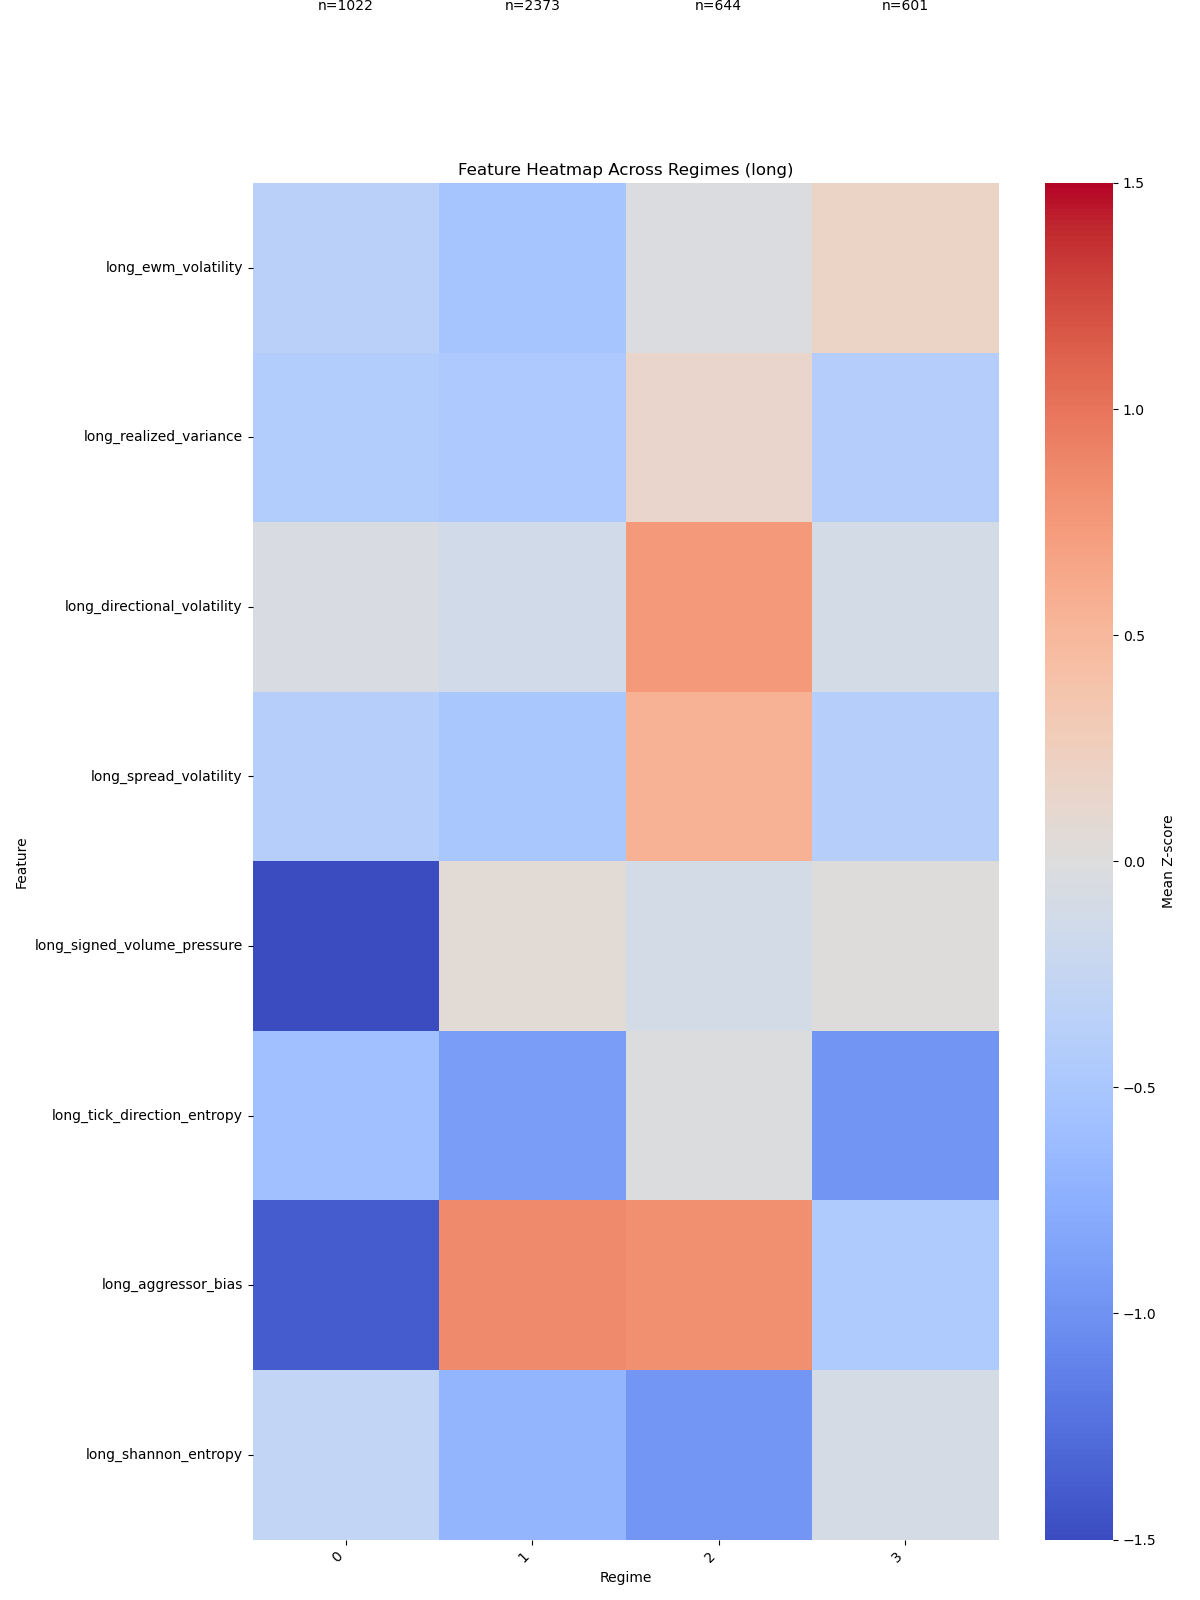 n=1022 n=2373 n=644 n=601
Feature Heatmap Across Regimes (long)
long_ewm_volatility
long_realized_variance
long_directional_volatility
long_spread_volatility
long_signed_volume_pressure
long_tick_direction_entropy
long_aggressor_bias
long_shannon_entropy
Feature
0 1 2 3
Regime
1.5
1.0
0.5
0.0
−0.5
−1.0
−1.5
Mean Z-score